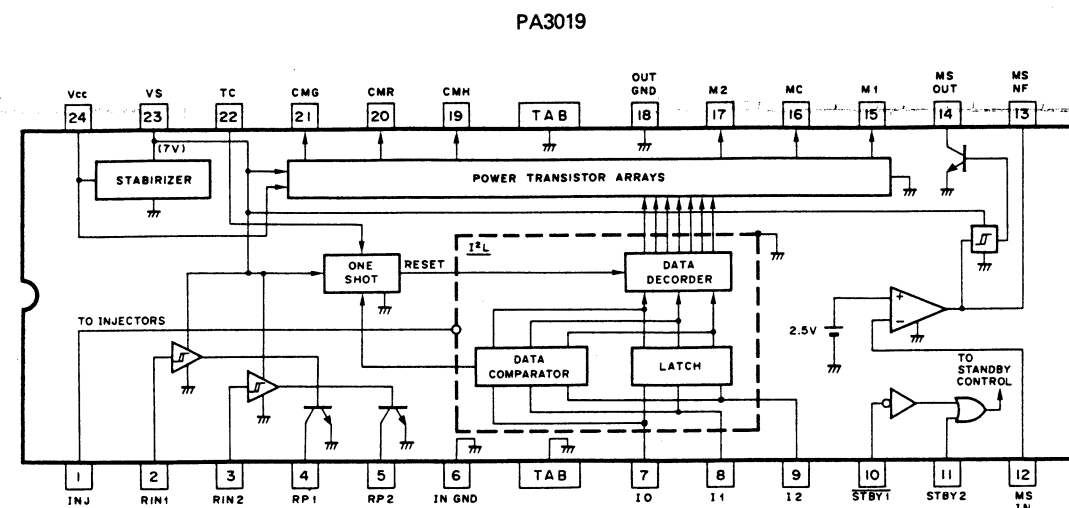 PA3019
Vcc VS TC CMG CMR CMH OUT GND M2 MC M1 MS OUT MS NF
24 23 22 21 20 19 TAB 18 17 16 15 14 13
(7V)
STABIRIZER
POWER TRANSISTOR ARRAYS
I²L
ONE SHOT
RESET
DATA DECORDER
TO INJECTORS
+
−
2.5V
DATA COMPARATOR
LATCH
TO STANDBY CONTROL
1 2 3 4 5 6 TAB 7 8 9 10 11 12
INJ RIN1 RIN2 RP1 RP2 IN GND I0 I1 I2 STBY1 STBY2 MS IN